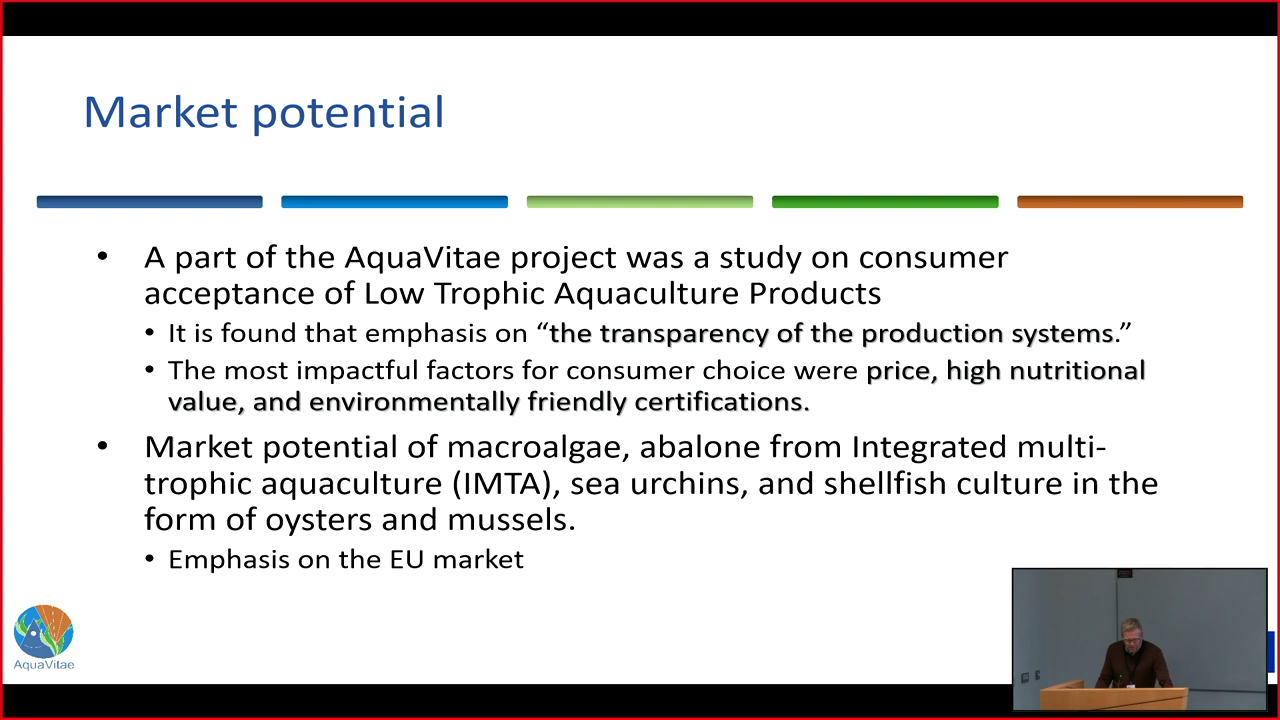 Market potential
• A part of the AquaVitae project was a study on consumer
acceptance of Low Trophic Aquaculture Products
• It is found that emphasis on “the transparency of the production systems.”
• The most impactful factors for consumer choice were price, high nutritional
value, and environmentally friendly certifications.
• Market potential of macroalgae, abalone from Integrated multi-
trophic aquaculture (IMTA), sea urchins, and shellfish culture in the
form of oysters and mussels.
• Emphasis on the EU market
AquaVitae